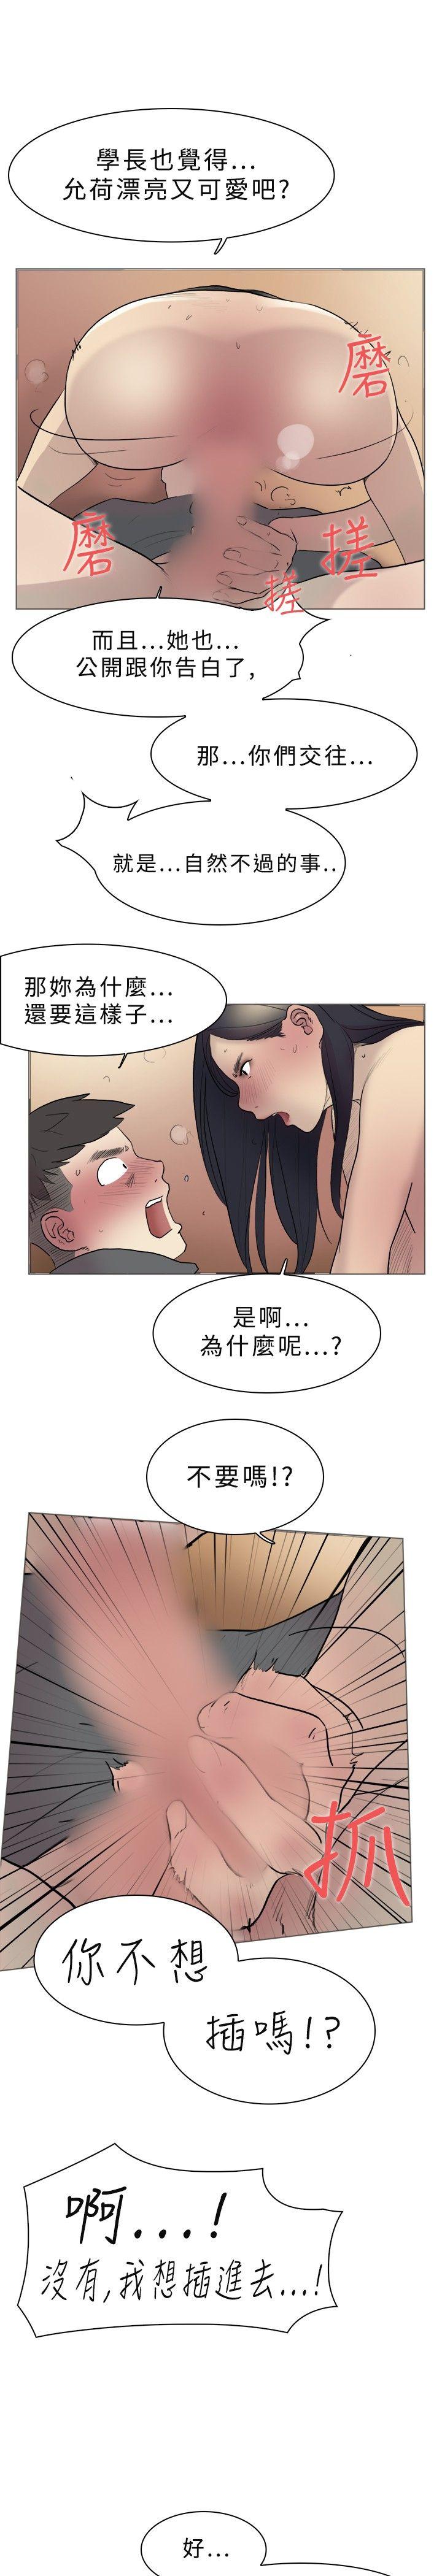 學長也覺得...
允荷漂亮又可愛吧?
磨
磨
搓
搓
而且...她也...
公開跟你告白了,
那...你們交往...
就是...自然不過的事..
那妳為什麼...
還要這樣子...
是啊...
為什麼呢...?
不要嗎!?
抓
你不想
插嗎!?
啊...!
沒有,我想插進去...!
好...